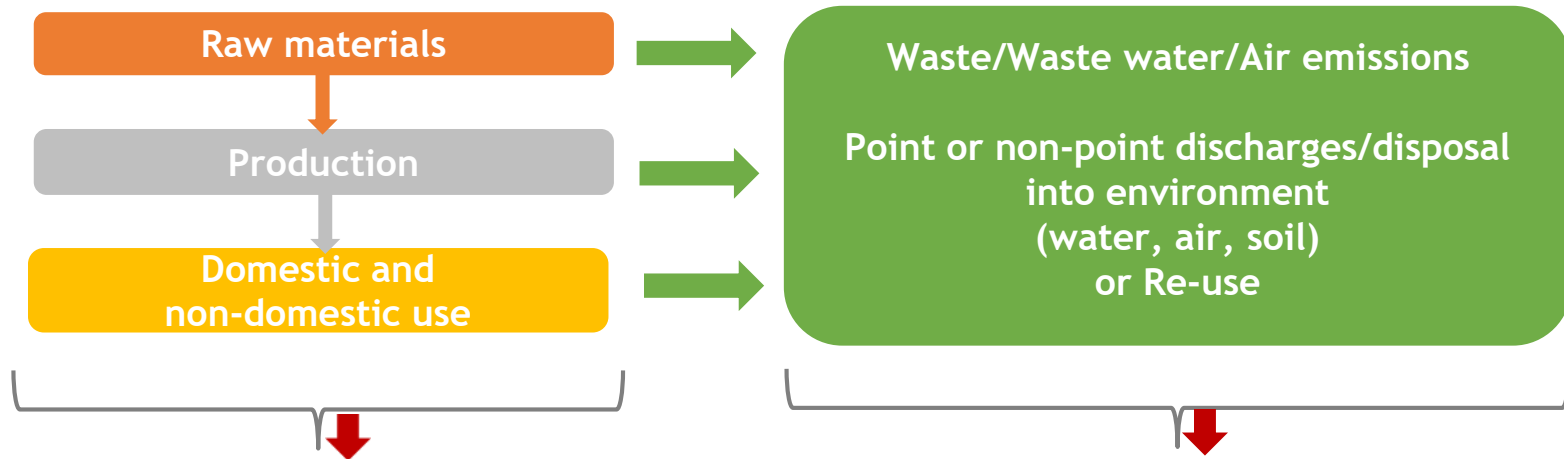 Raw materials
Production
Domestic and
non-domestic use
Waste/Waste water/Air emissions
Point or non-point discharges/disposal
into environment
(water, air, soil)
or Re-use